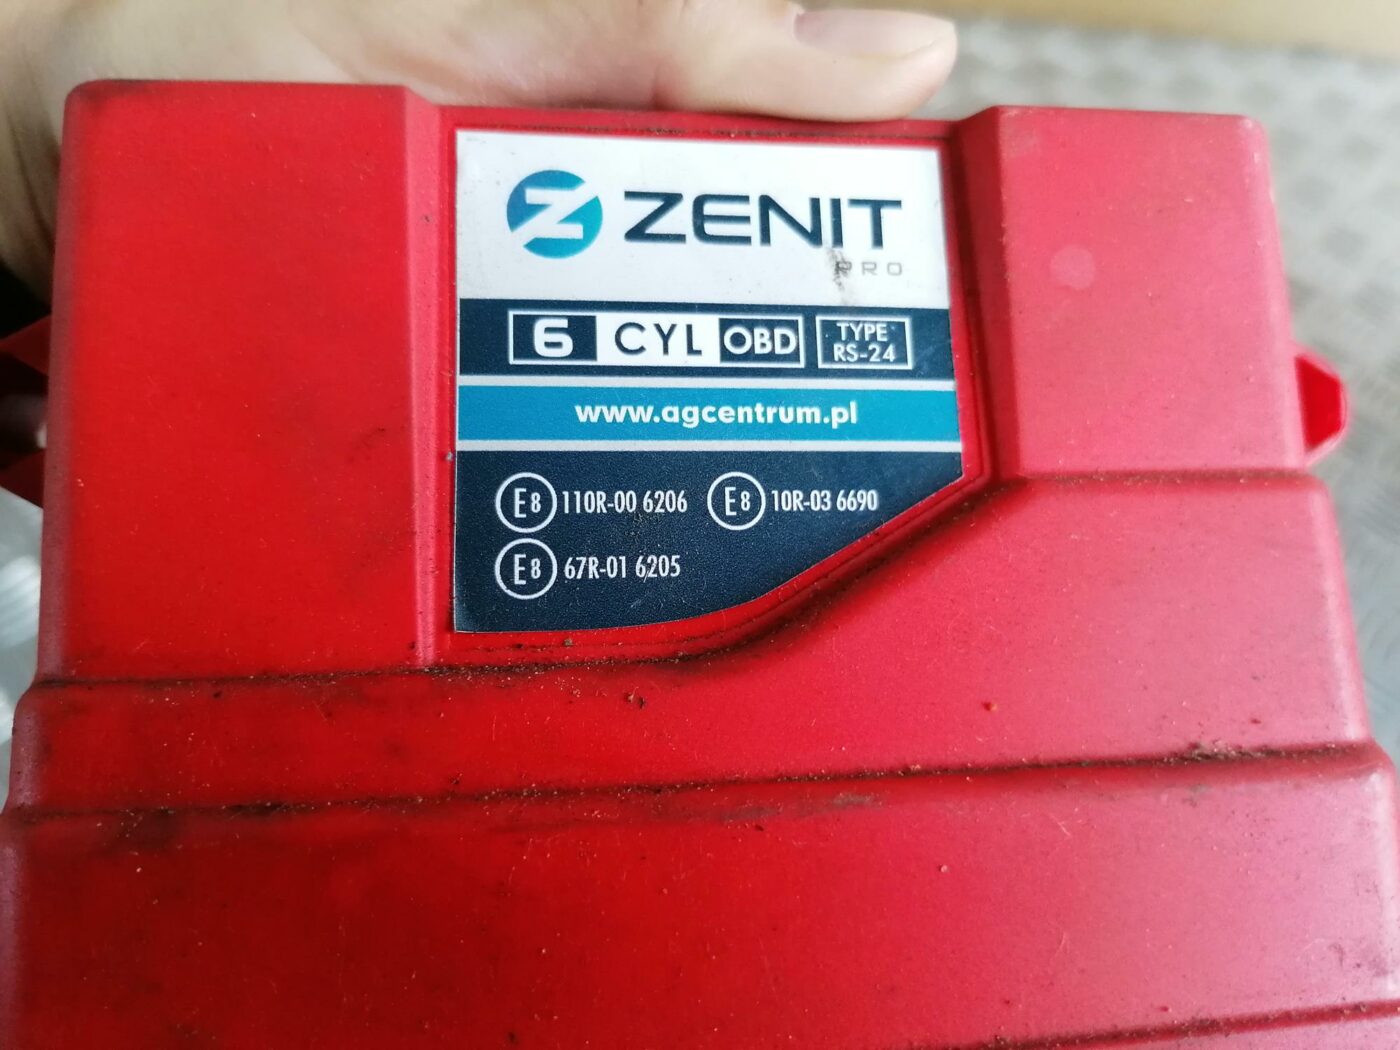 ZENIT
PRO
6 CYL OBD
TYPE
RS-24
www.agcentrum.pl
E8 110R-00 6206 E8 10R-03 6690
E8 67R-01 6205